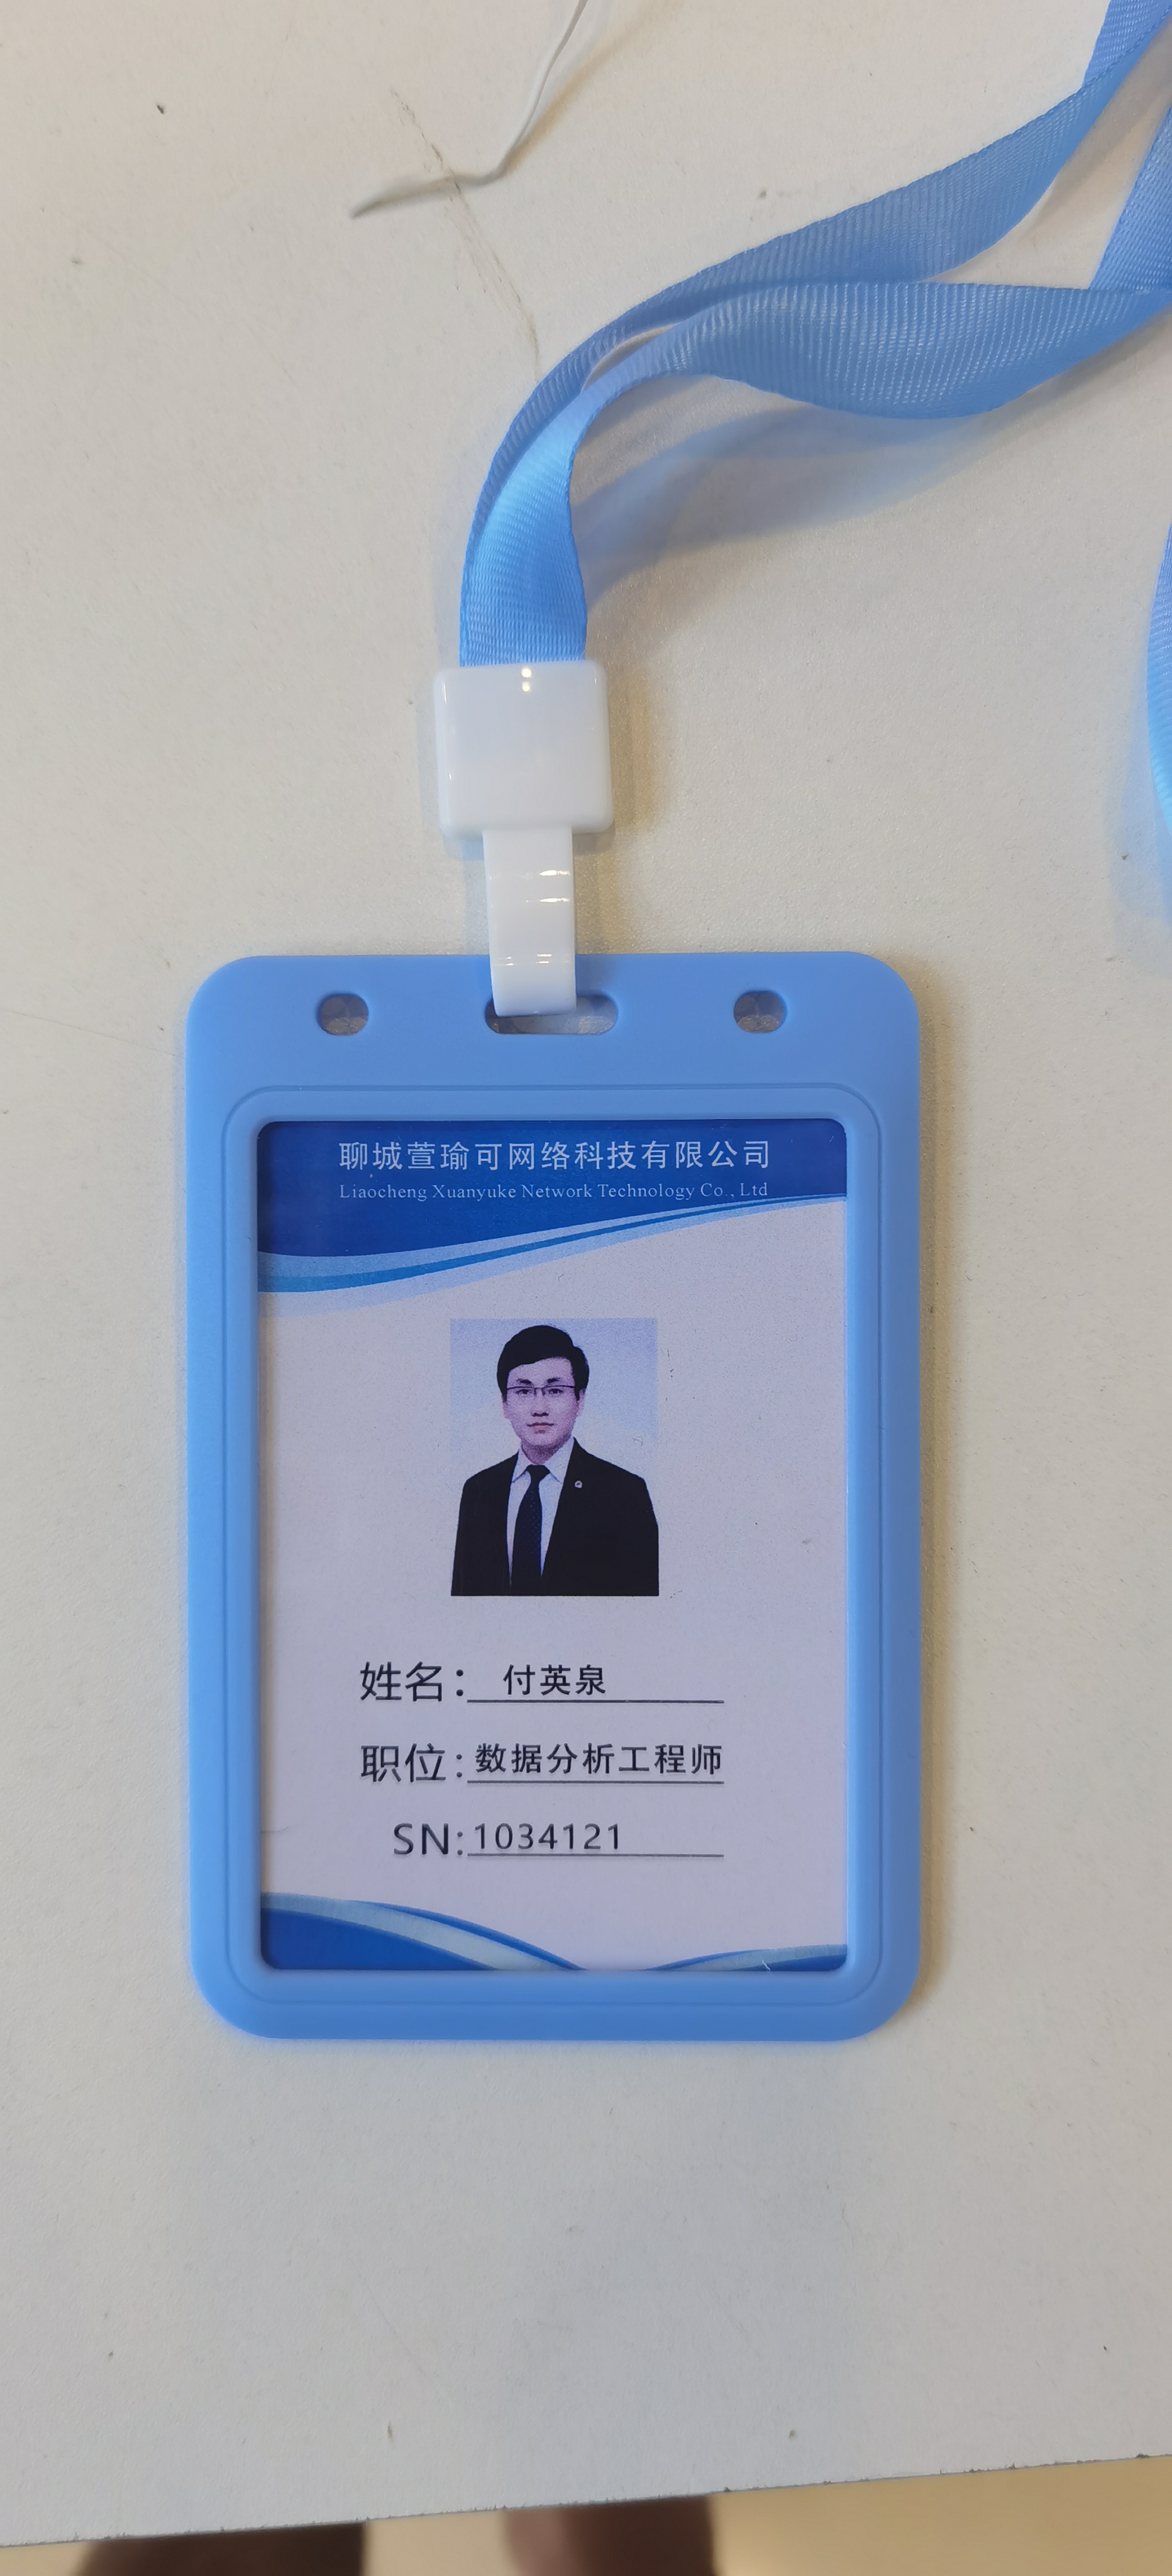 聊城萱瑜可网络科技有限公司
Liaocheng Xuanyuke Network Technology Co., Ltd
姓名： 付英泉
职位:数据分析工程师
SN:1034121